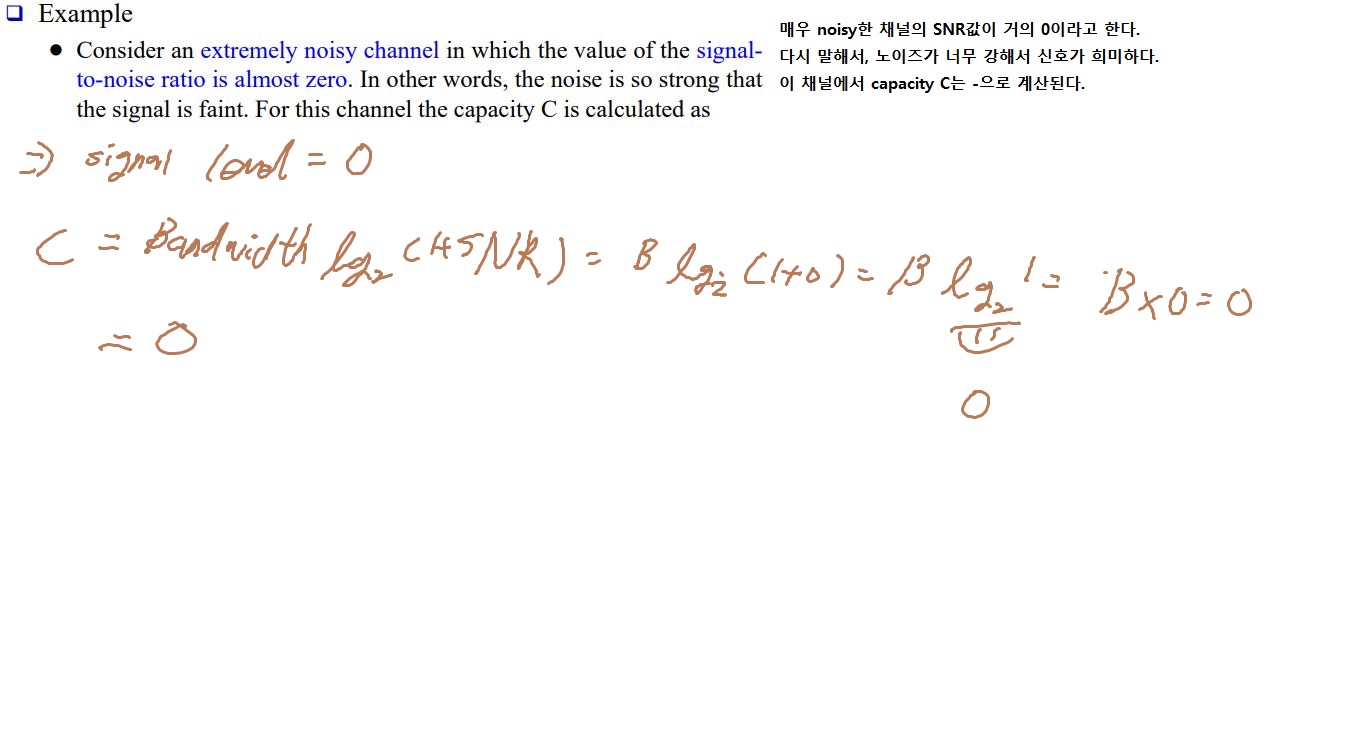 ❑ Example
● Consider an extremely noisy channel in which the value of the signal-
to-noise ratio is almost zero. In other words, the noise is so strong that
the signal is faint. For this channel the capacity C is calculated as
매우 noisy한 채널의 SNR값이 거의 0이라고 한다.
다시 말해서, 노이즈가 너무 강해서 신호가 희미하다.
이 채널에서 capacity C는 -으로 계산된다.
⇒ signal level = 0
C = Bandwidth log₂ (1+SNR) = B log₂ (1+0) = B log₂ 1 = B×0 = 0
≈ 0
0